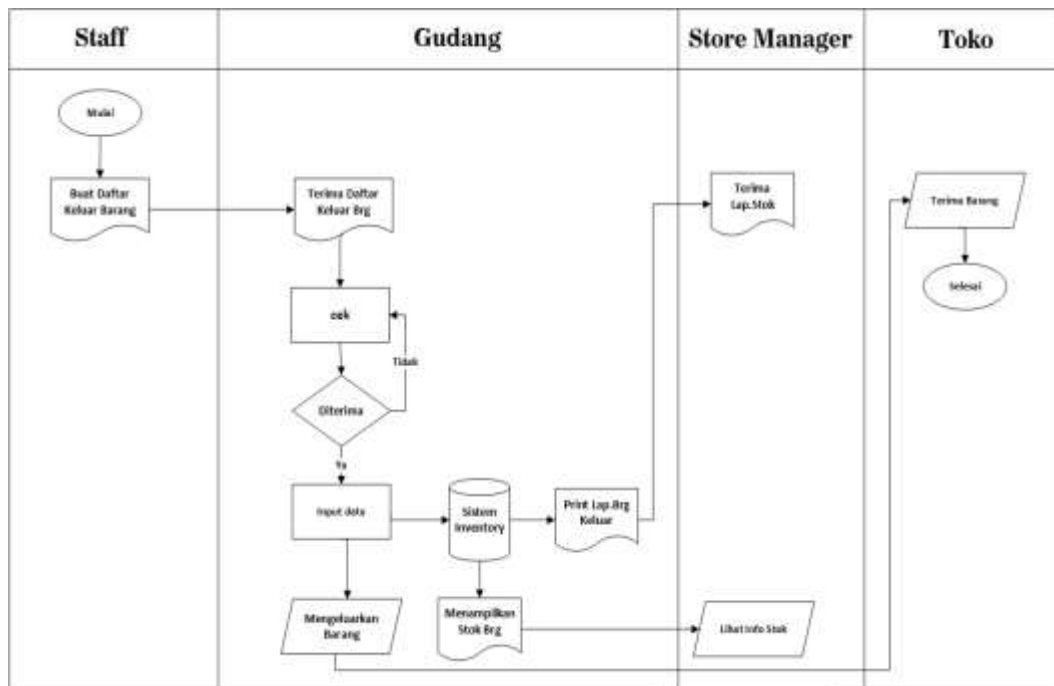 Staff
Gudang
Store Manager
Toko
Mulai
Buat Daftar
Keluar Barang
Terima Daftar
Keluar Brg
Terima
Lap.Stok
Terima Barang
cek
Selesai
Tidak
Diterima
Ya
Input data
Sistem
Inventory
Print Lap.Brg
Keluar
Mengeluarkan
Barang
Menampilkan
Stok Brg
Lihat Info Stok